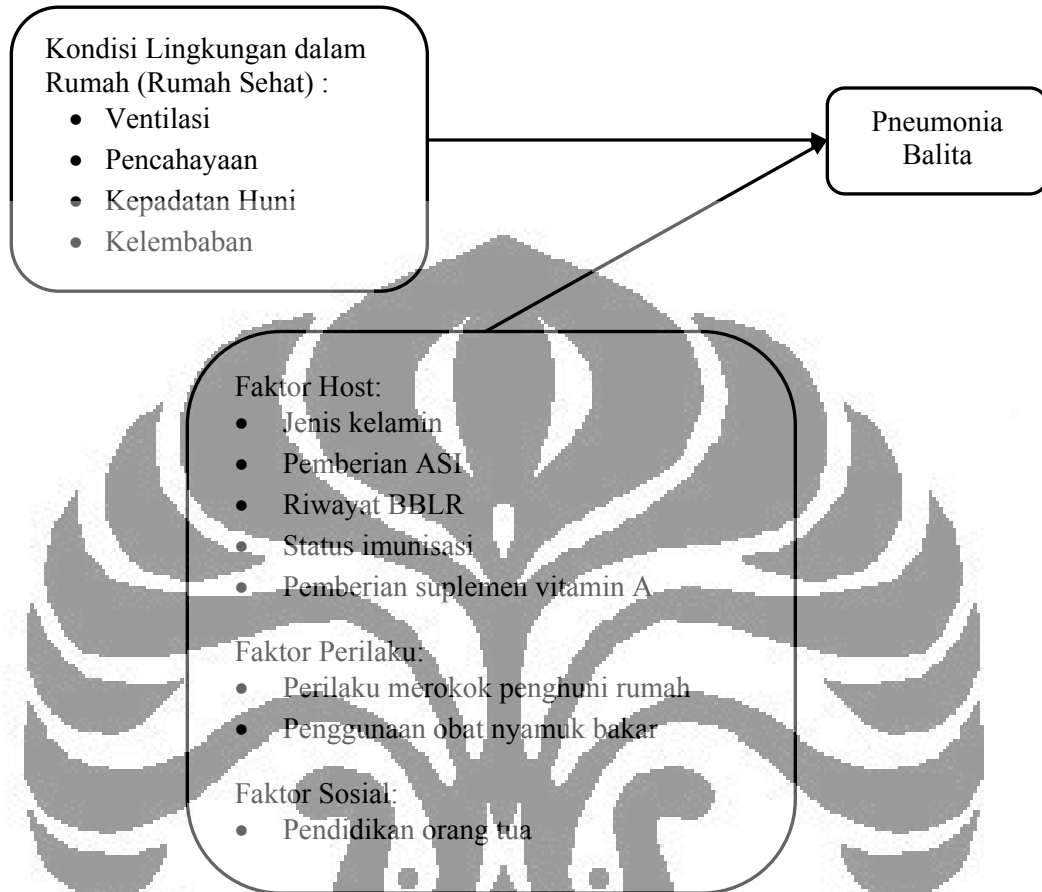 Kondisi Lingkungan dalam
Rumah (Rumah Sehat) :
• Ventilasi
• Pencahayaan
• Kepadatan Huni
• Kelembaban
Pneumonia
Balita
Faktor Host:
• Jenis kelamin
• Pemberian ASI
• Riwayat BBLR
• Status imunisasi
• Pemberian suplemen vitamin A
Faktor Perilaku:
• Perilaku merokok penghuni rumah
• Penggunaan obat nyamuk bakar
Faktor Sosial:
• Pendidikan orang tua